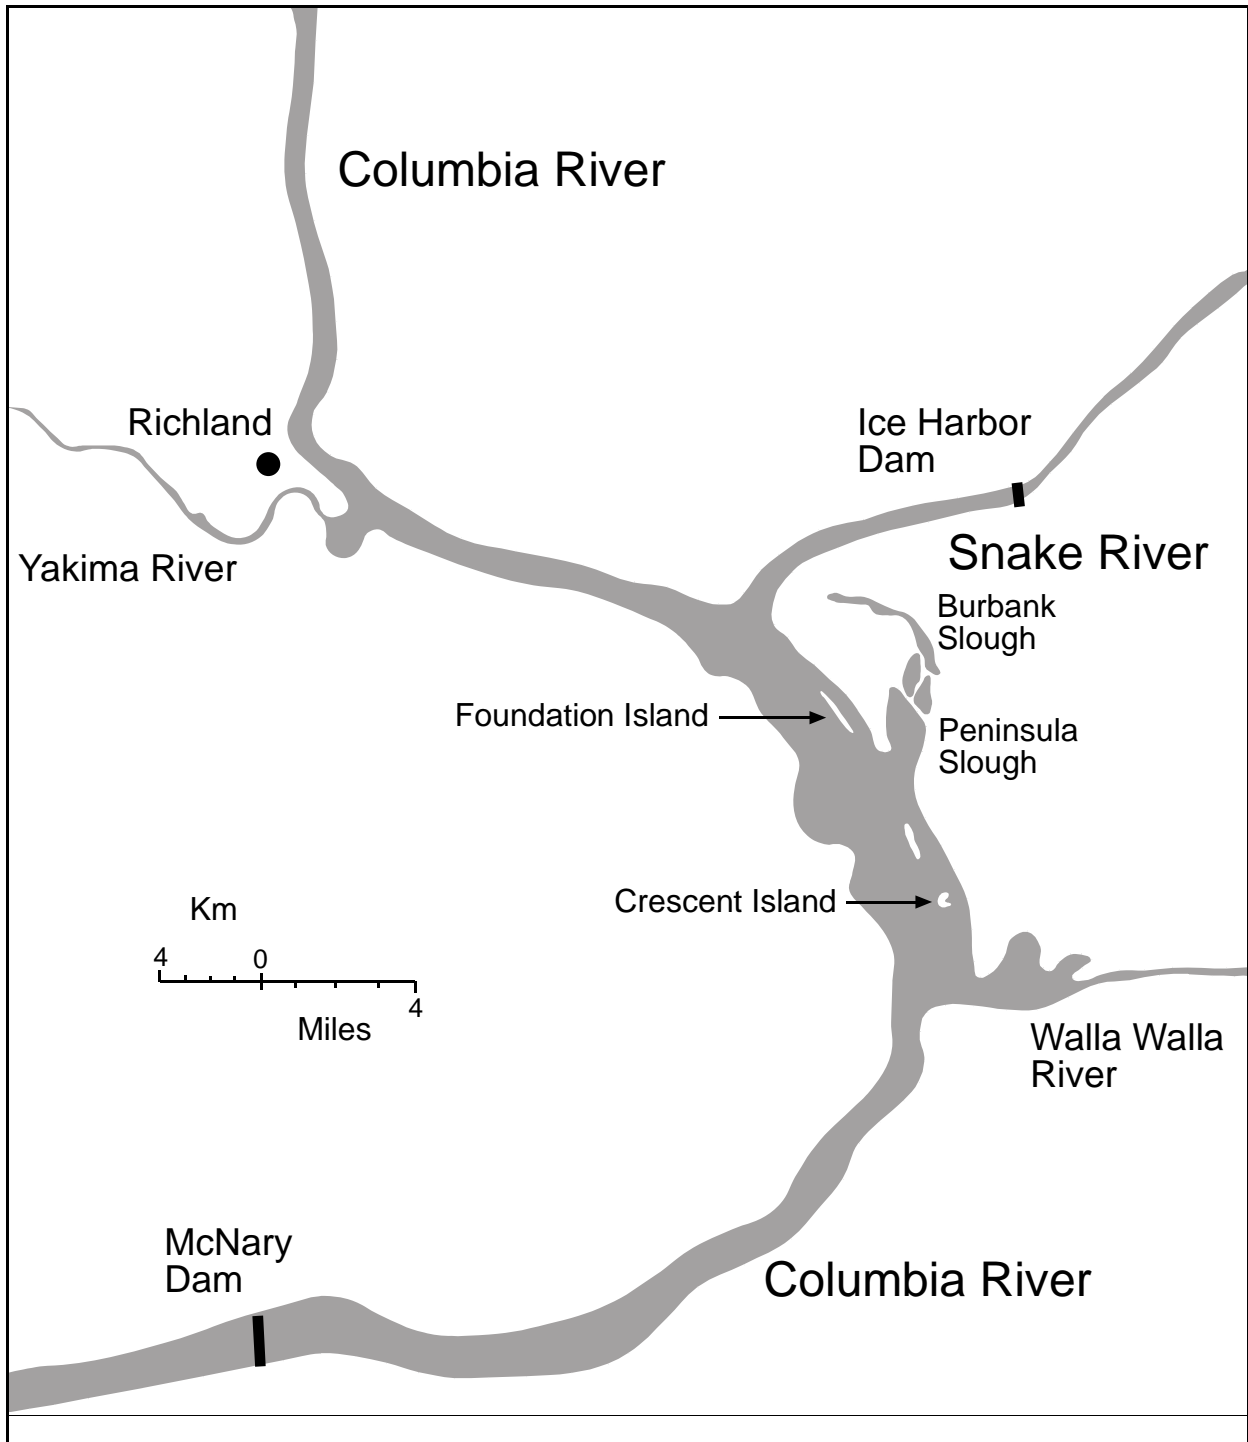 Columbia River
Richland
Ice Harbor
Dam
Snake River
Yakima River
Burbank
Slough
Foundation Island
Peninsula
Slough
Crescent Island
Km
4 0
4
Miles
Walla Walla
River
McNary
Dam
Columbia River